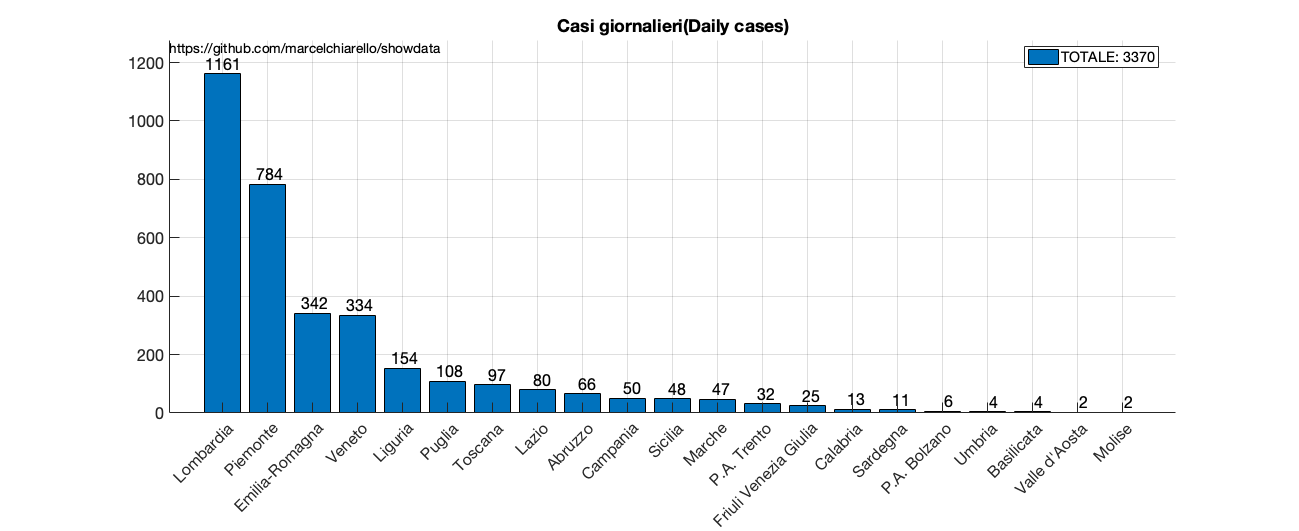 Casi giornalieri(Daily cases)
https://github.com/marcelchiarello/showdata
TOTALE: 3370
1200
1000
800
600
400
200
0
1161
784
342
334
154
108
97
80
66
50
48
47
32
25
13
11
6
4
4
2
2
Lombardia
Piemonte
Emilia-Romagna
Veneto
Liguria
Puglia
Toscana
Lazio
Abruzzo
Campania
Sicilia
Marche
P.A. Trento
Friuli Venezia Giulia
Calabria
Sardegna
P.A. Bolzano
Umbria
Basilicata
Valle d'Aosta
Molise